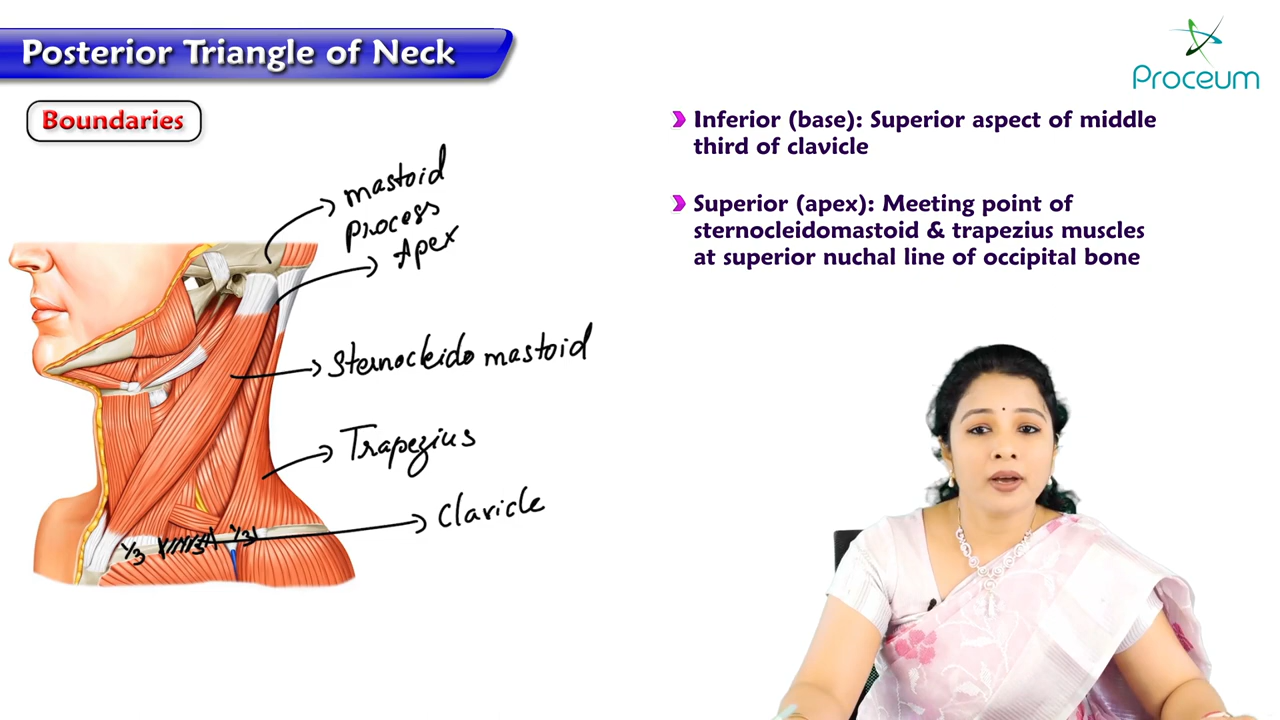 Posterior Triangle of Neck
Proceum
Boundaries
Inferior (base): Superior aspect of middle
third of clavicle
Superior (apex): Meeting point of
sternocleidomastoid & trapezius muscles
at superior nuchal line of occipital bone
mastoid
process
Apex
Sternocleido mastoid
Trapezius
Clavicle
1/3 1/3 1/3